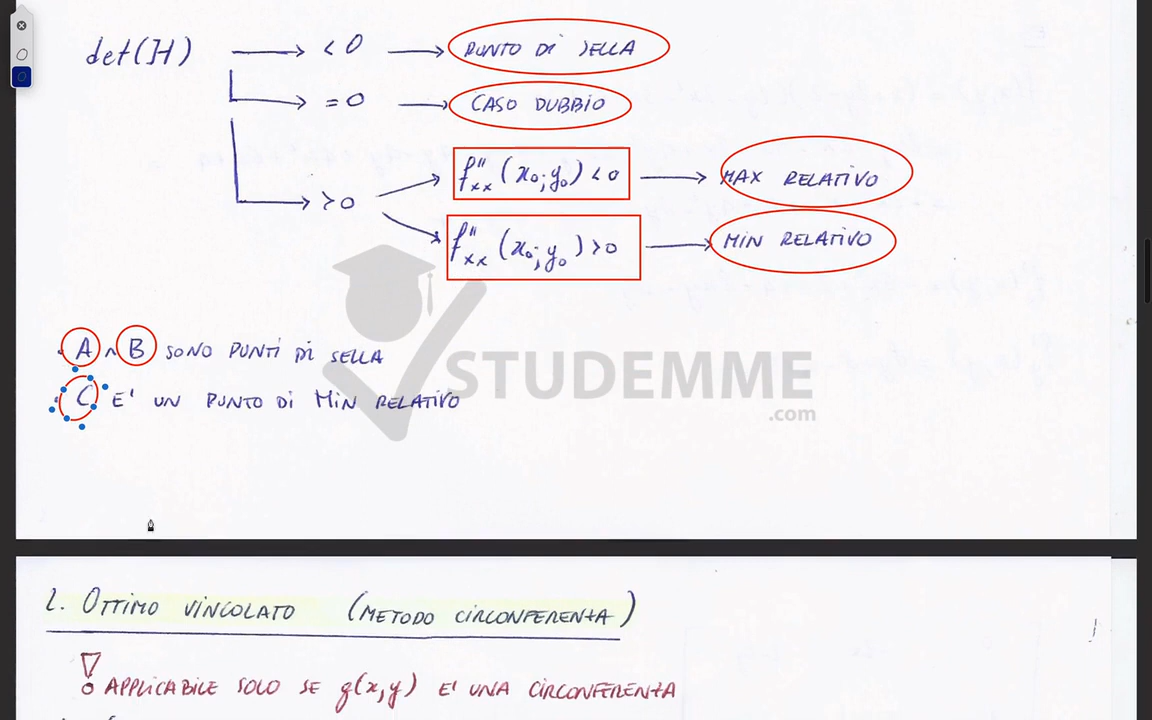 det(H) → < 0 → PUNTO DI SELLA
→ = 0 → CASO DUBBIO
f''xx (x0; y0) < 0 → MAX RELATIVO
→ > 0
f''xx (x0; y0) > 0 → MIN RELATIVO
A ∧ B SONO PUNTI DI SELLA
STUDEMME
.com
C E' UN PUNTO DI MIN RELATIVO
2. OTTIMO VINCOLATO (METODO CIRCONFERENZA)
! APPLICABILE SOLO SE g(x,y) E' UNA CIRCONFERENZA